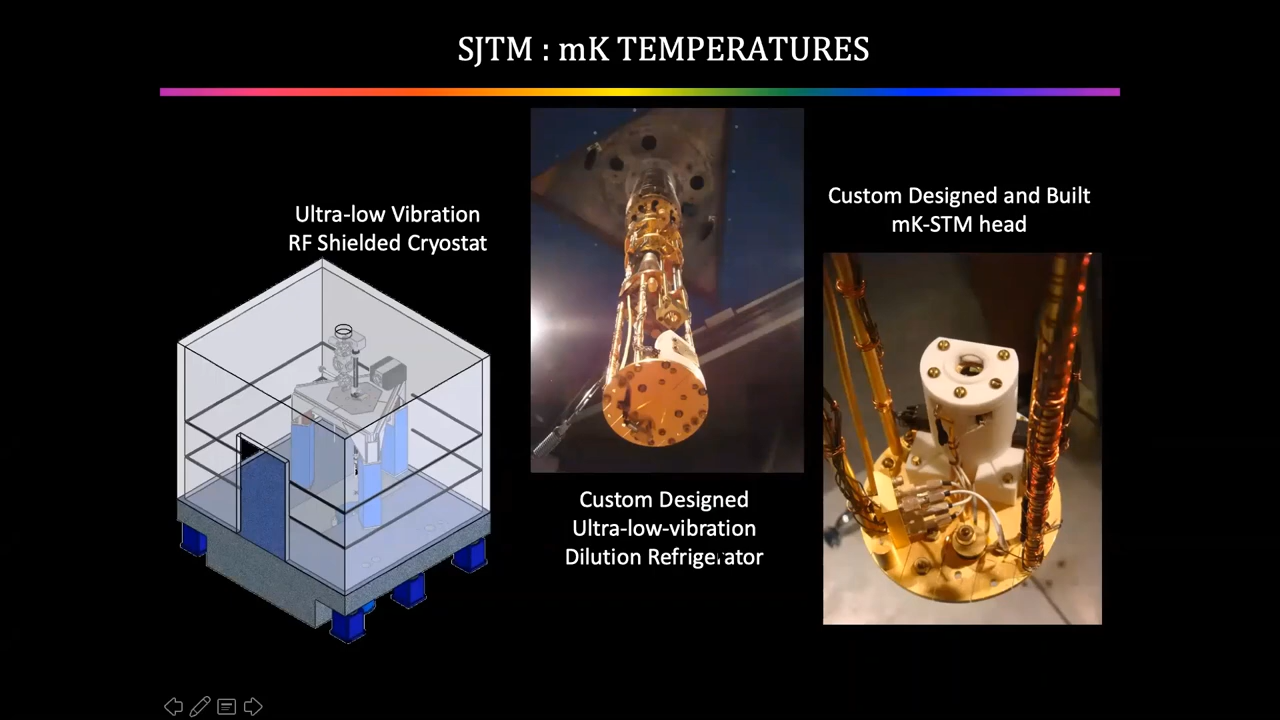 SJTM : mK TEMPERATURES
Ultra-low Vibration
RF Shielded Cryostat
Custom Designed
Ultra-low-vibration
Dilution Refrigerator
Custom Designed and Built
mK-STM head